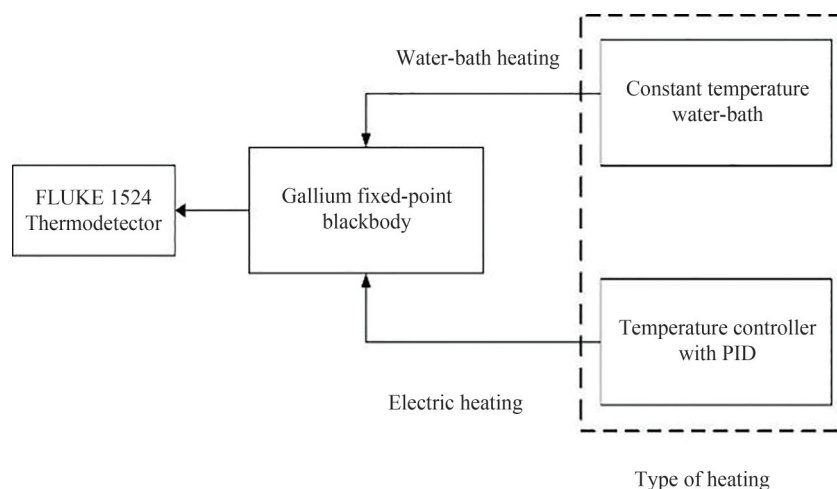 Water-bath heating
Constant temperature
water-bath
FLUKE 1524
Thermodetector
Gallium fixed-point
blackbody
Temperature controller
with PID
Electric heating
Type of heating